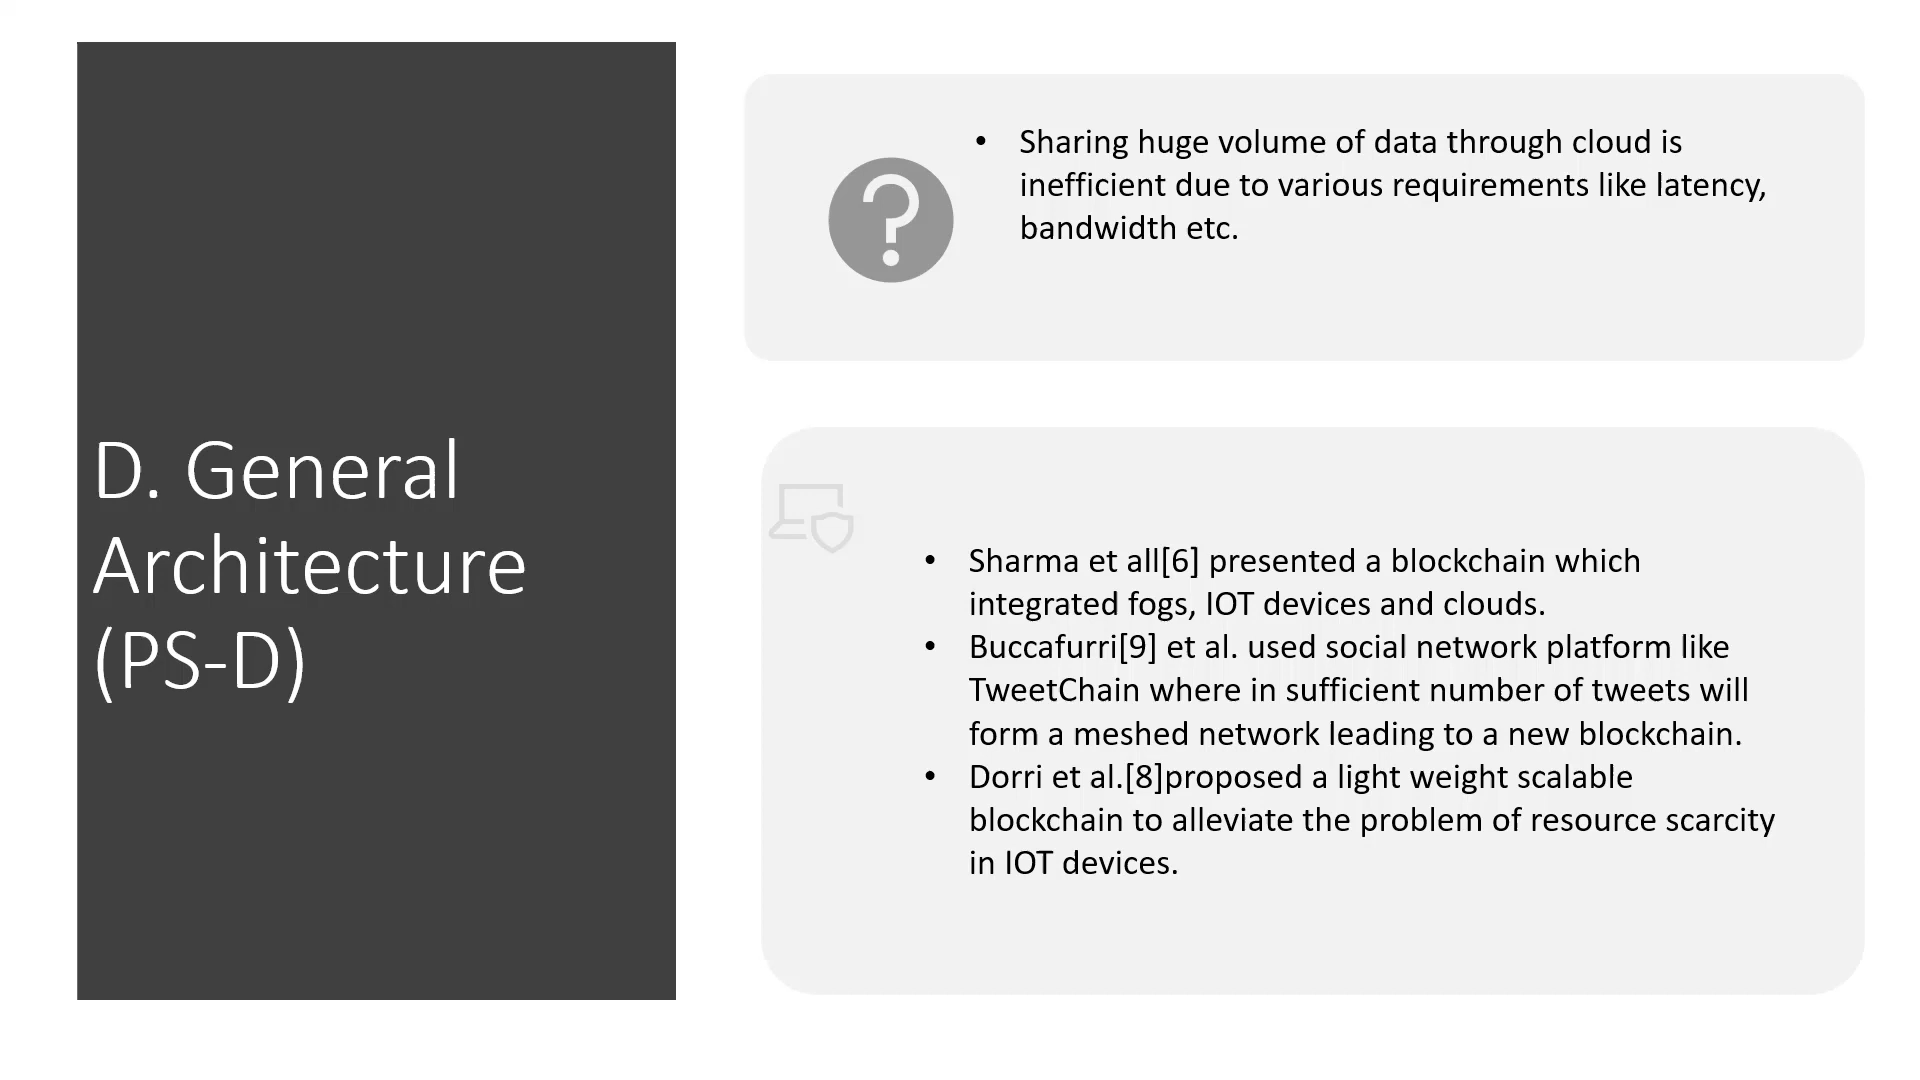 D. General
Architecture
(PS-D)
• Sharing huge volume of data through cloud is
inefficient due to various requirements like latency,
bandwidth etc.
• Sharma et all[6] presented a blockchain which
integrated fogs, IOT devices and clouds.
• Buccafurri[9] et al. used social network platform like
TweetChain where in sufficient number of tweets will
form a meshed network leading to a new blockchain.
• Dorri et al.[8]proposed a light weight scalable
blockchain to alleviate the problem of resource scarcity
in IOT devices.